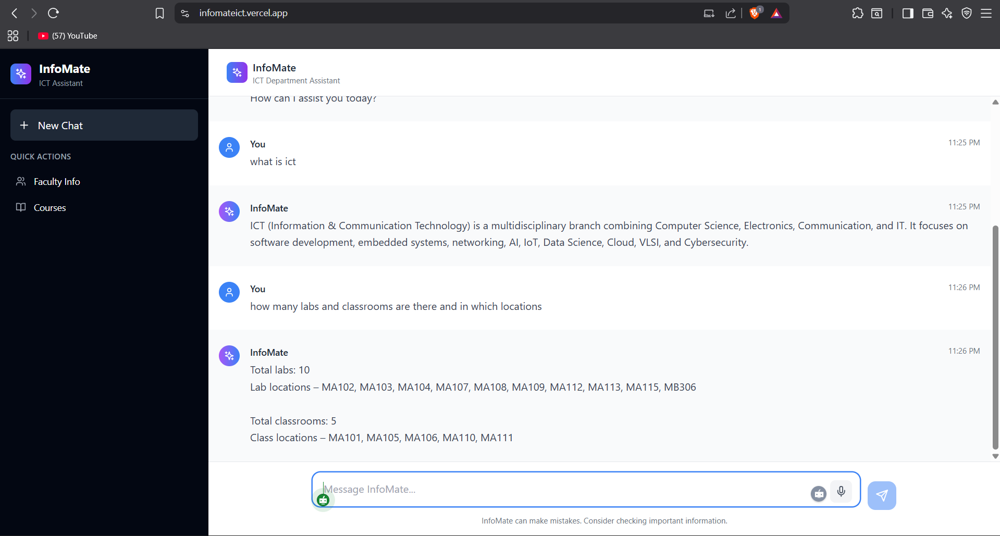 infomateict.vercel.app
1
(57) YouTube
InfoMate
ICT Assistant
New Chat
QUICK ACTIONS
Faculty Info
Courses
InfoMate
ICT Department Assistant
How can I assist you today?
You
11:25 PM
what is ict
InfoMate
11:25 PM
ICT (Information & Communication Technology) is a multidisciplinary branch combining Computer Science, Electronics, Communication, and IT. It focuses on
software development, embedded systems, networking, AI, IoT, Data Science, Cloud, VLSI, and Cybersecurity.
You
11:26 PM
how many labs and classrooms are there and in which locations
InfoMate
11:26 PM
Total labs: 10
Lab locations – MA102, MA103, MA104, MA107, MA108, MA109, MA112, MA113, MA115, MB306
Total classrooms: 5
Class locations – MA101, MA105, MA106, MA110, MA111
Message InfoMate...
InfoMate can make mistakes. Consider checking important information.